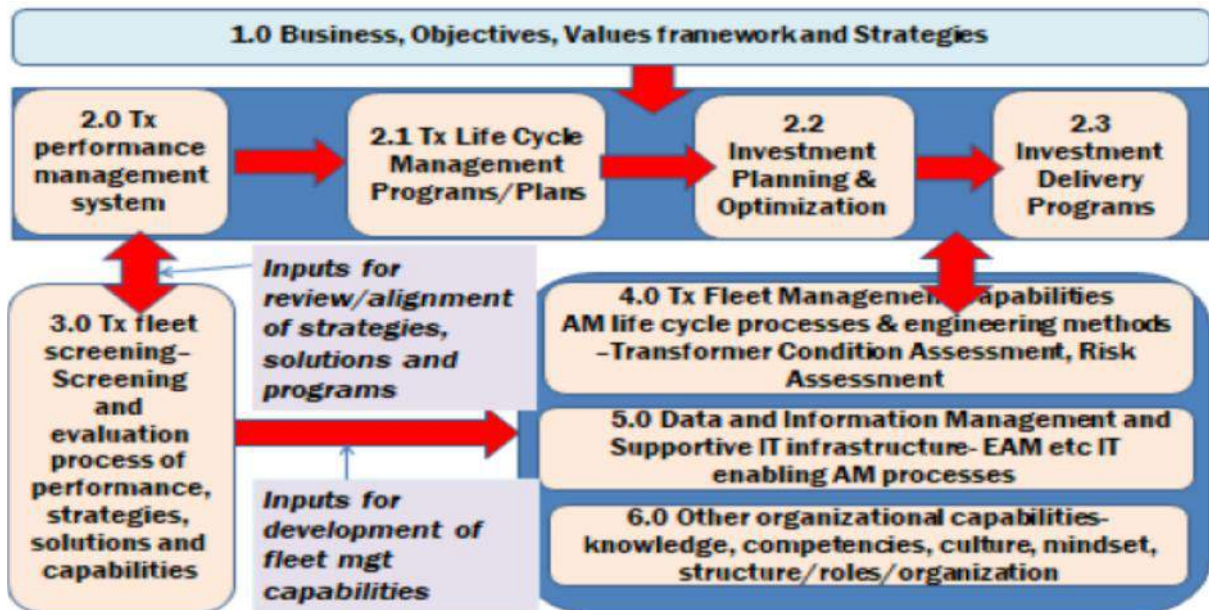 1.0 Business, Objectives, Values framework and Strategies
2.0 Tx
performance
management
system
2.1 Tx Life Cycle
Management
Programs/Plans
2.2
Investment
Planning &
Optimization
2.3
Investment
Delivery
Programs
Inputs for
review/alignment
of strategies,
solutions and
programs
3.0 Tx fleet
screening–
Screening
and
evaluation
process of
performance,
strategies,
solutions and
capabilities
Inputs for
development of
fleet mgt
capabilities
4.0 Tx Fleet Management Capabilities
AM life cycle processes & engineering methods
–Transformer Condition Assessment, Risk
Assessment
5.0 Data and Information Management and
Supportive IT infrastructure- EAM etc IT
enabling AM processes
6.0 Other organizational capabilities-
knowledge, competencies, culture, mindset,
structure/roles/organization